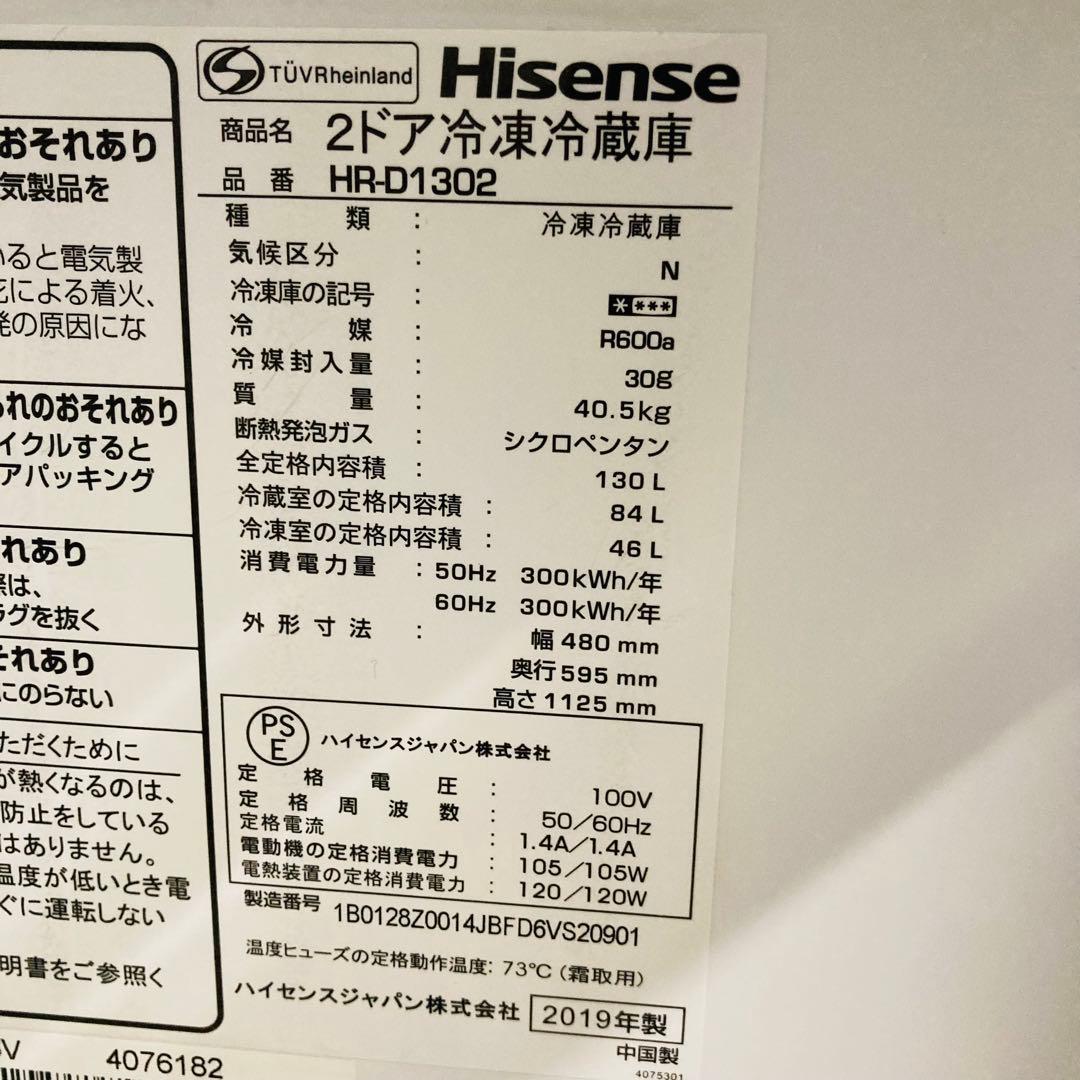 おそれあり
気製品を
いると電気製
による着火、
発の原因にな
れのおそれあり
イクルすると
アパッキング
れあり
は、
ラグを抜く
それあり
にのらない
ただくために
が熱くなるのは、
防止をしている
はありません。
温度が低いとき電
ぐに運転しない
明書をご参照く
V 4076182
TÜVRheinland Hisense
商品名 2ドア冷凍冷蔵庫
品番 HR-D1302
種類 : 冷凍冷蔵庫
気候区分 : N
冷凍庫の記号 : ****
冷媒 : R600a
冷媒封入量 : 30g
質量 : 40.5kg
断熱発泡ガス : シクロペンタン
全定格内容積 : 130 L
冷蔵室の定格内容積 : 84 L
冷凍室の定格内容積 : 46 L
消費電力量 : 50Hz 300kWh/年
60Hz 300kWh/年
外形寸法 : 幅 480 mm
奥行 595 mm
高さ 1125 mm
PSE ハイセンスジャパン株式会社
定格電圧 : 100V
定格周波数 : 50/60Hz
定格電流 : 1.4A/1.4A
電動機の定格消費電力 : 105/105W
電熱装置の定格消費電力 : 120/120W
製造番号 1B0128Z0014JBFD6VS20901
温度ヒューズの定格動作温度: 73℃(霜取用)
ハイセンスジャパン株式会社 2019年製
中国製
4075301